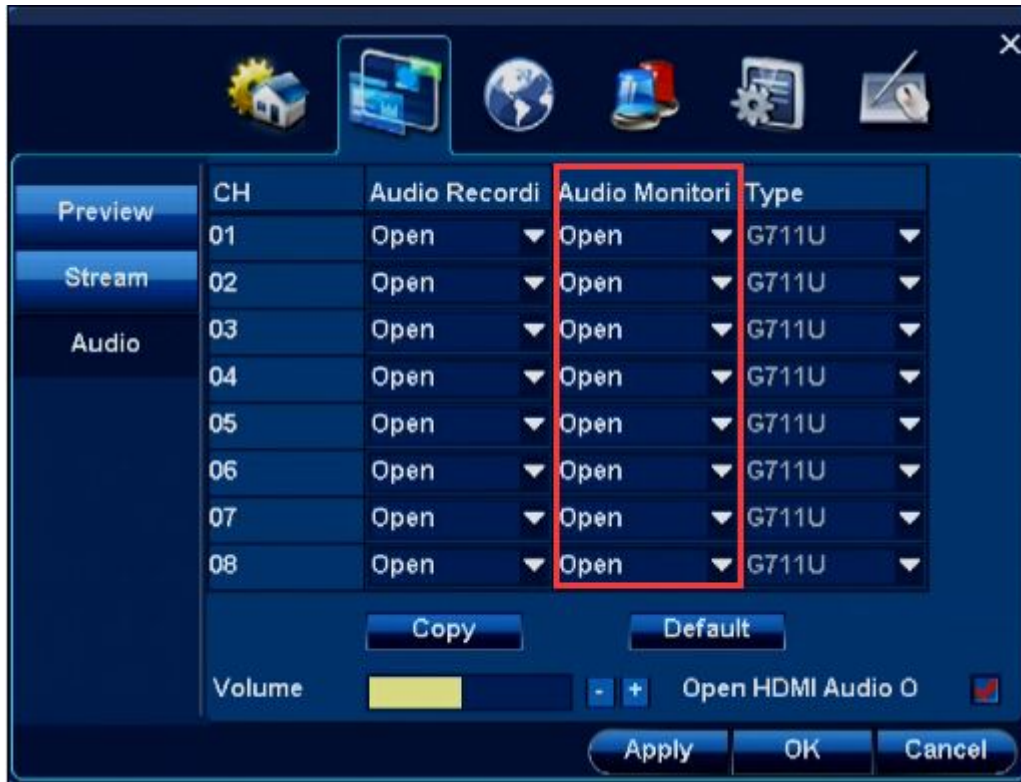 ×
Preview
Stream
Audio
CH Audio Recordi Audio Monitori Type
01 Open Open G711U
02 Open Open G711U
03 Open Open G711U
04 Open Open G711U
05 Open Open G711U
06 Open Open G711U
07 Open Open G711U
08 Open Open G711U
Copy Default
Volume - + Open HDMI Audio O
Apply OK Cancel